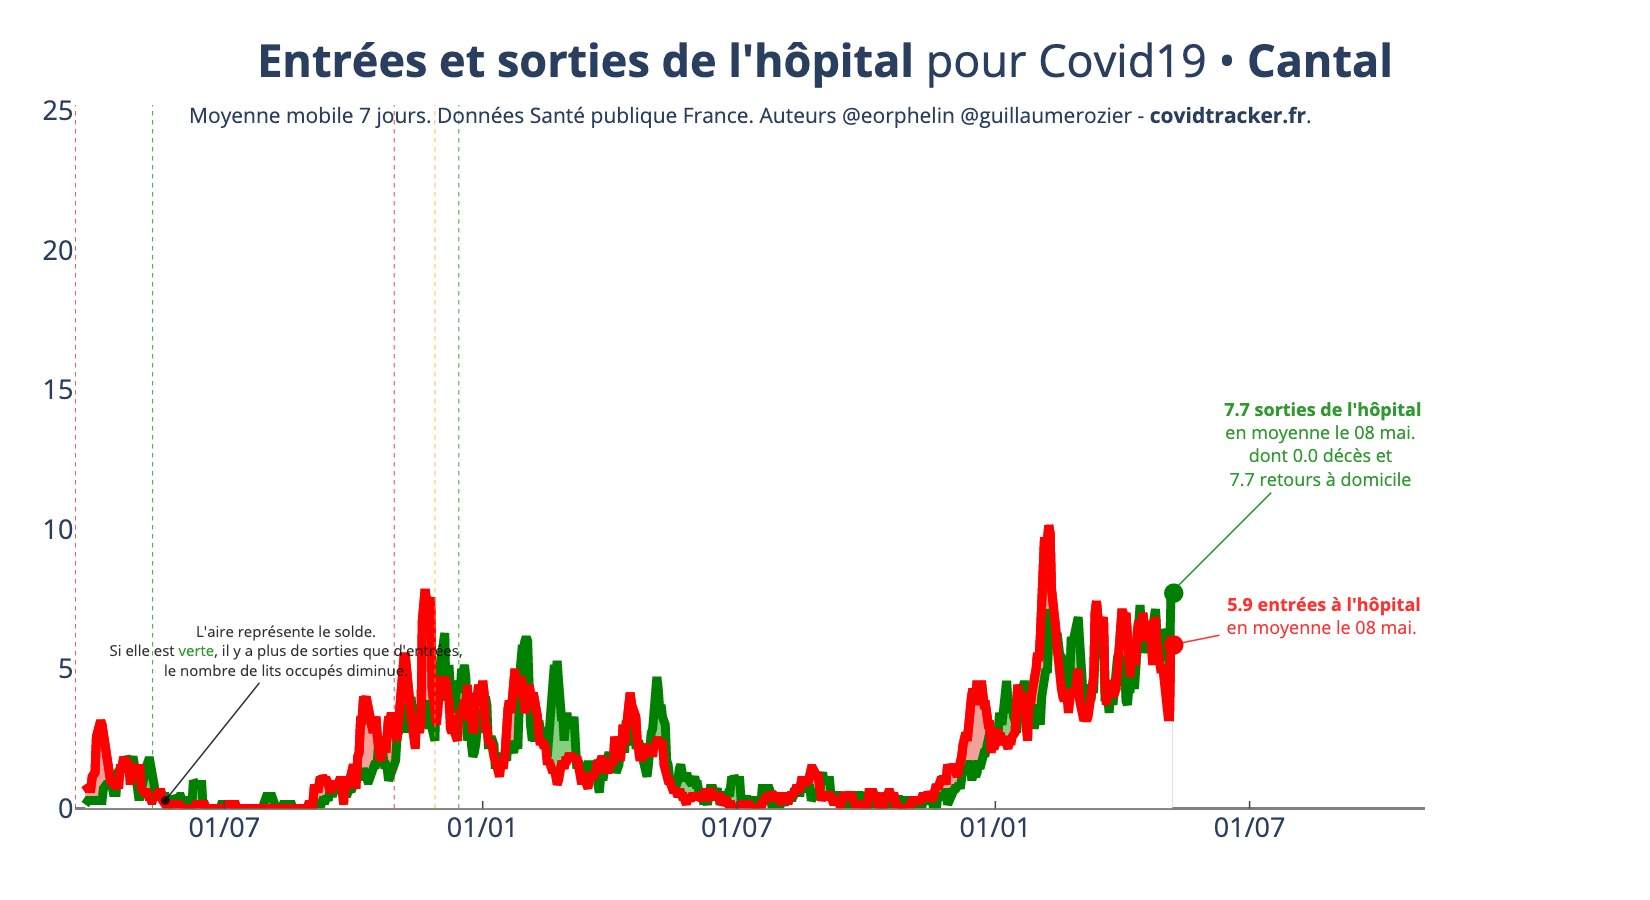 Entrées et sorties de l'hôpital pour Covid19 • Cantal
Moyenne mobile 7 jours. Données Santé publique France. Auteurs @eorphelin @guillaumerozier - covidtracker.fr.
25
20
15
10
5
0
7.7 sorties de l'hôpital
en moyenne le 08 mai.
dont 0.0 décès et
7.7 retours à domicile
5.9 entrées à l'hôpital
en moyenne le 08 mai.
L'aire représente le solde.
Si elle est verte, il y a plus de sorties que d'entrées,
le nombre de lits occupés diminue.
01/07
01/01
01/07
01/01
01/07